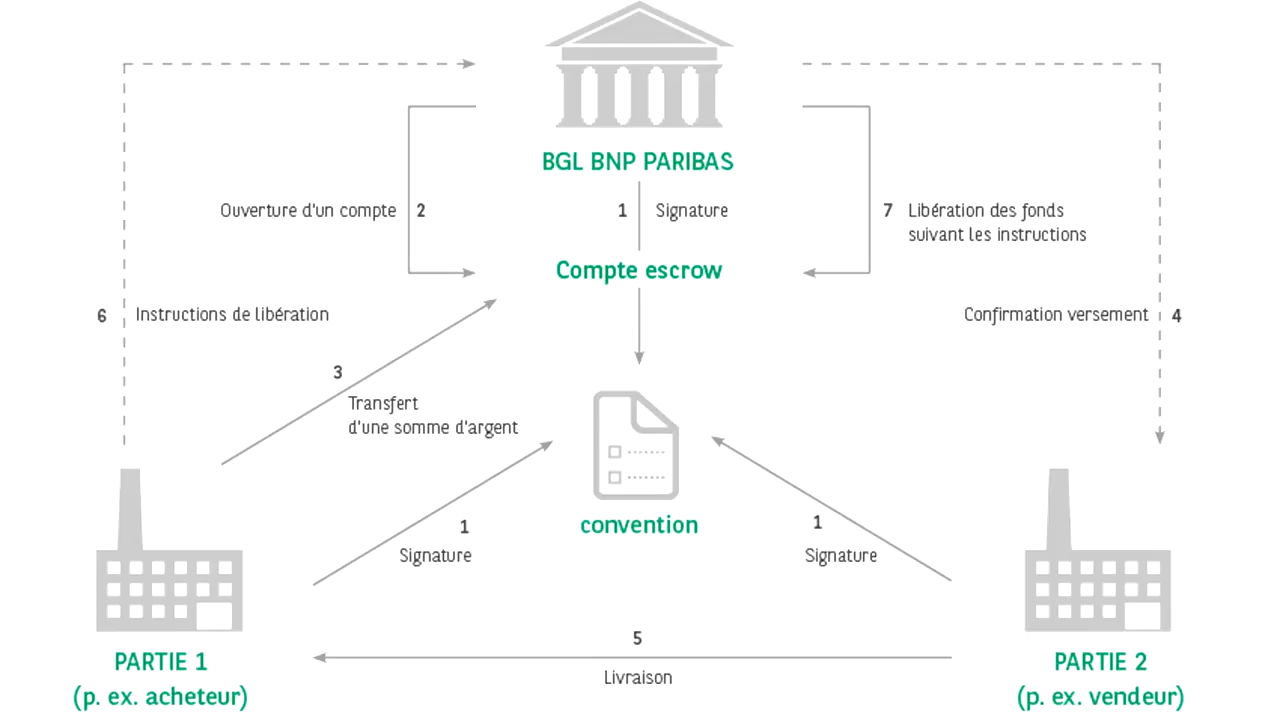 BGL BNP PARIBAS
Ouverture d'un compte 2
1 Signature
7 Libération des fonds
suivant les instructions
Compte escrow
6 Instructions de libération
Confirmation versement 4
3
Transfert
d'une somme d'argent
convention
1
Signature
1
Signature
5
Livraison
PARTIE 1
(p. ex. acheteur)
PARTIE 2
(p. ex. vendeur)